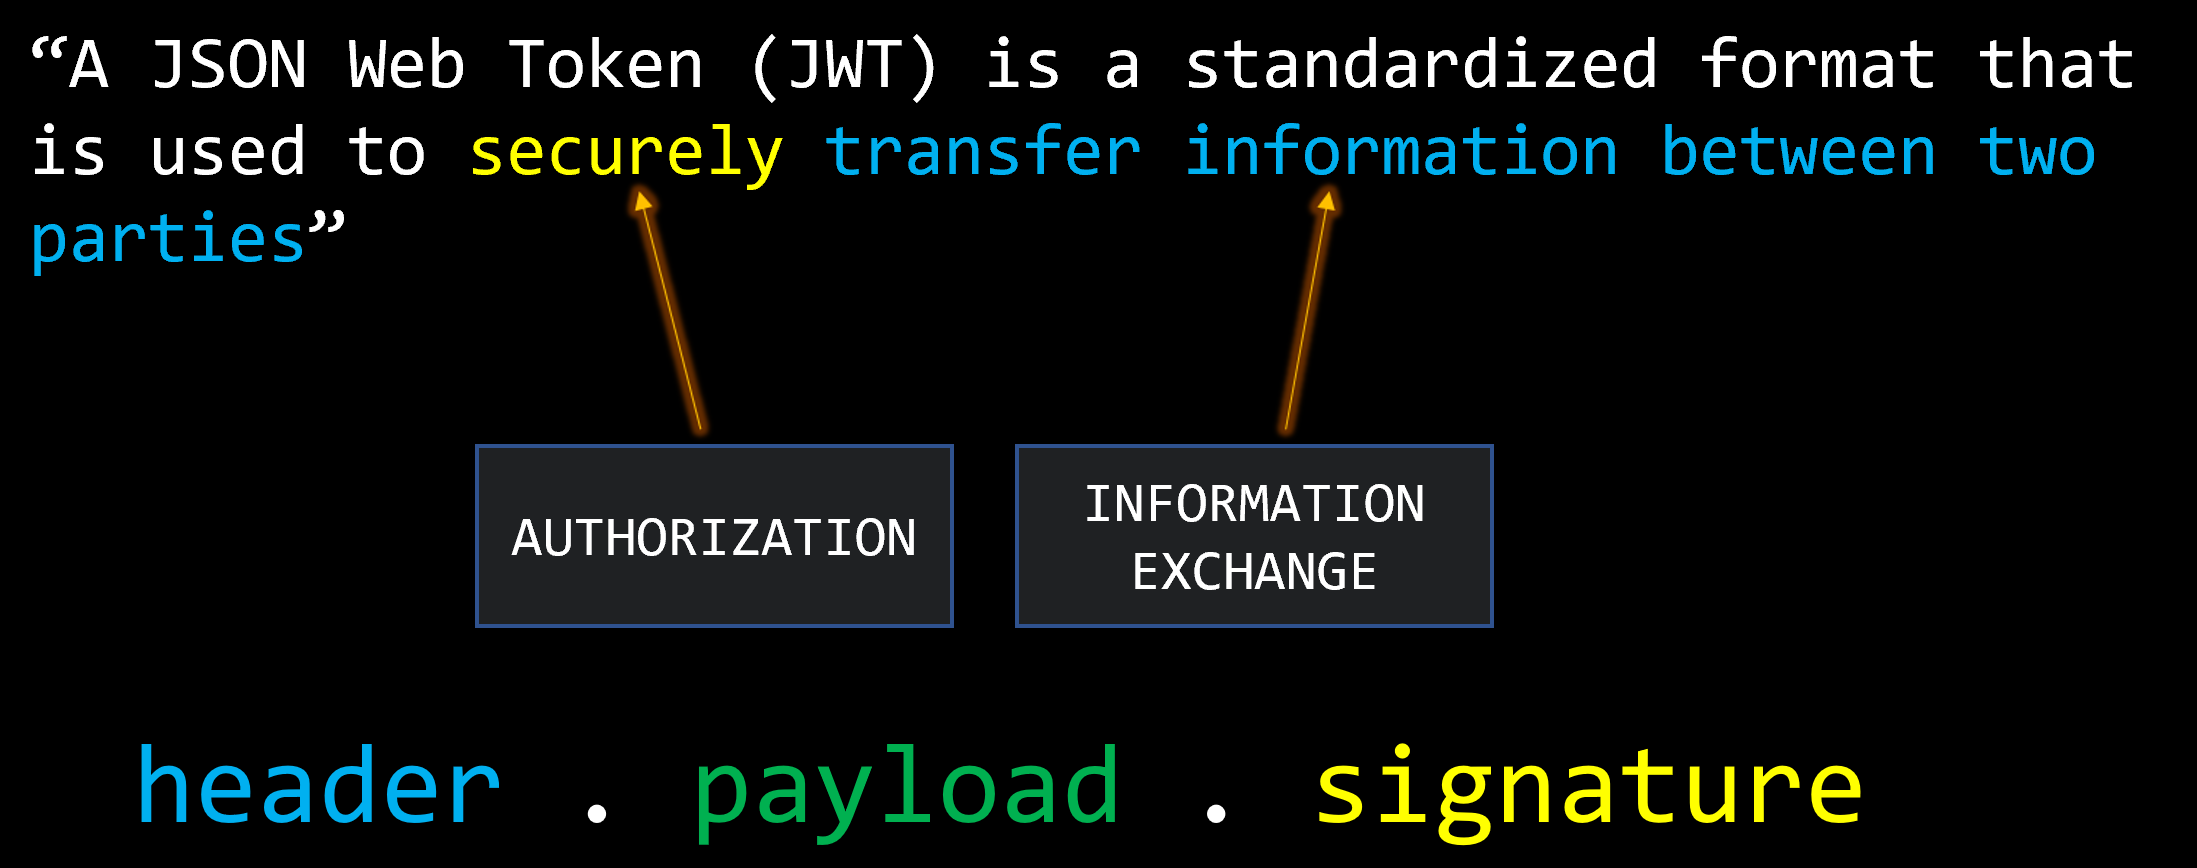 “A JSON Web Token (JWT) is a standardized format that
is used to securely transfer information between two
parties”
AUTHORIZATION
INFORMATION
EXCHANGE
header . payload . signature